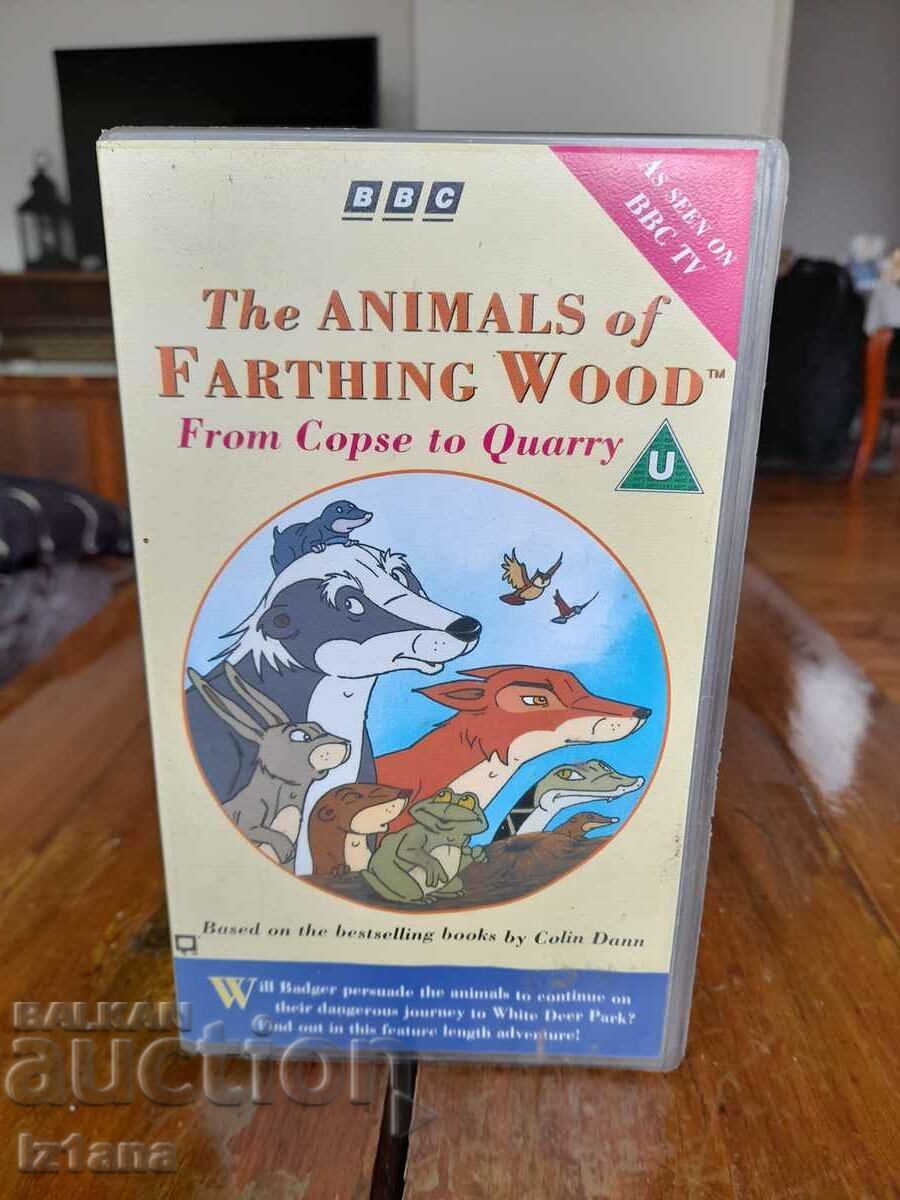 BBC
AS SEEN ON
BBC TV
The ANIMALS of
FARTHING WOOD™
From Copse to Quarry
U
Based on the bestselling books by Colin Dann
Will Badger persuade the animals to continue on
their dangerous journey to White Deer Park?
Find out in this feature length adventure!
BALKAN
auction
Iz1ana